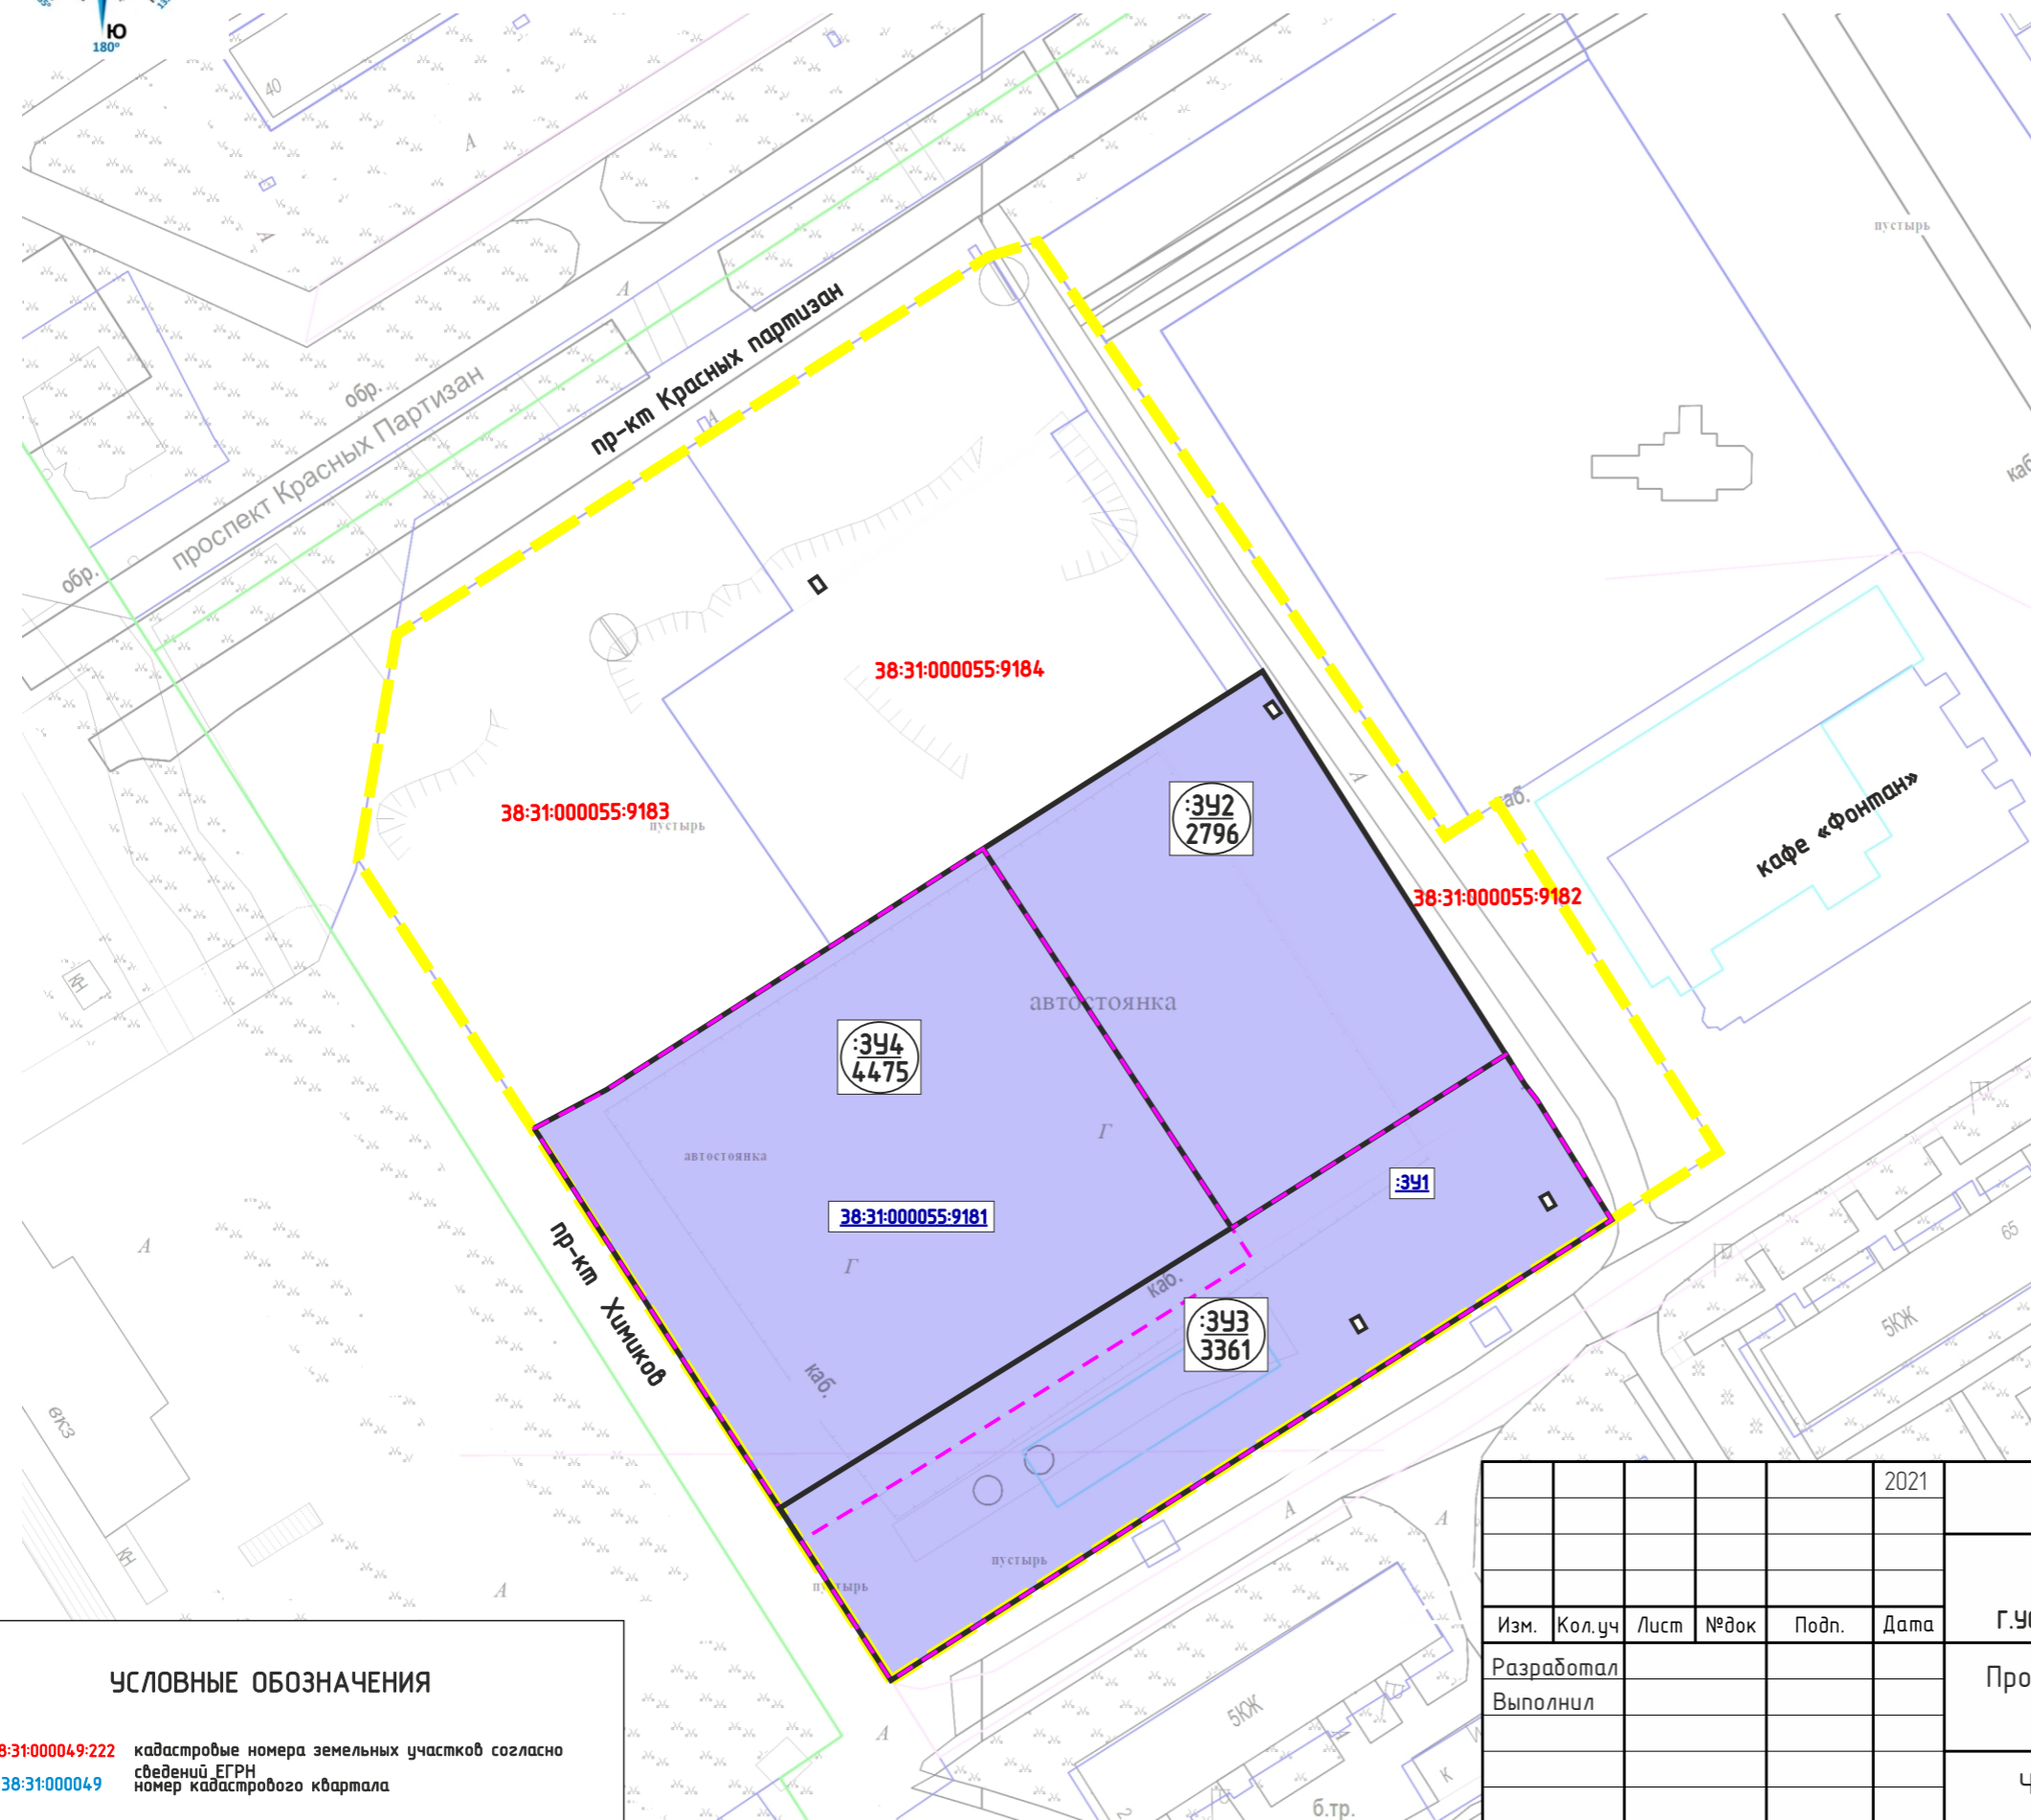 Ю
180°
40
А
А
А
пустырь
обр.
проспект Красных Партизан
обр.
пр-кт Красных партизан
А
38:31:000055:9184
38:31:000055:9183
пустырь
:ЗУ2
2796
А
каб.
кафе «Фонтан»
38:31:000055:9182
КН
автостоянка
:ЗУ4
4475
Г
автостоянка
:ЗУ1
38:31:000055:9181
пр-кт Химиков
А
Г
каб.
:ЗУ3
3361
65
5КЖ
каб.
вкз
КН
А
А
А
пустырь
пустырь
А
5КЖ
А
К
б.тр.
2021
Изм. Кол.уч Лист №док Подп. Дата
Разработал
Выполнил
УСЛОВНЫЕ ОБОЗНАЧЕНИЯ
8:31:000049:222 кадастровые номера земельных участков согласно
сведений ЕГРН
38:31:000049 номер кадастрового квартала